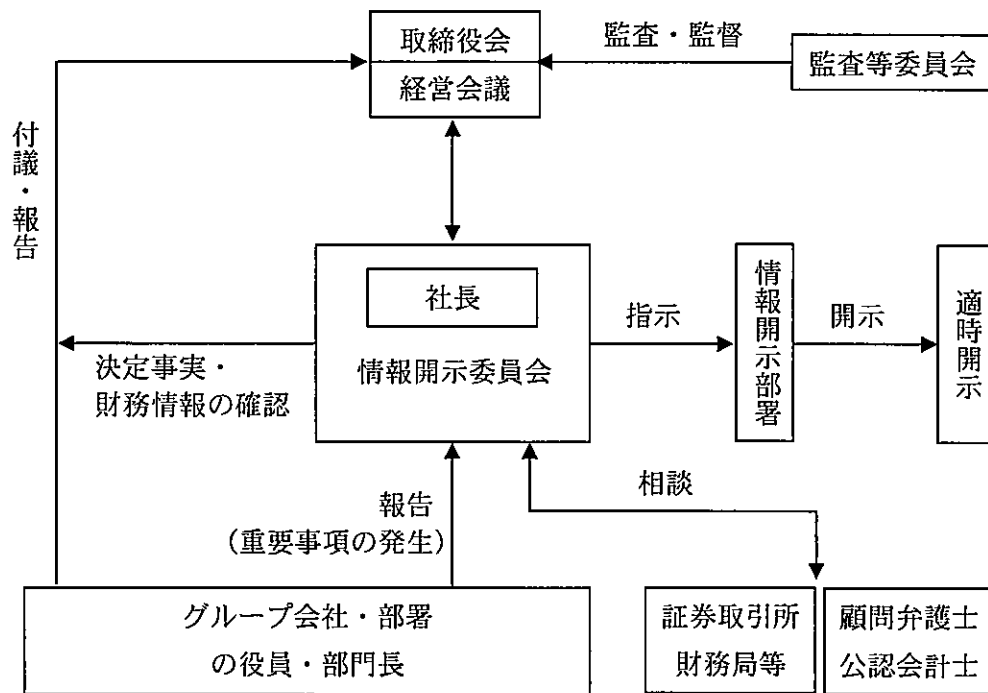 取締役会
経営会議
監査・監督
監査等委員会
付議・報告
社長
情報開示委員会
指示
情報開示部署
開示
適時開示
決定事実・
財務情報の確認
報告
（重要事項の発生）
相談
グループ会社・部署
の役員・部門長
証券取引所
財務局等
顧問弁護士
公認会計士